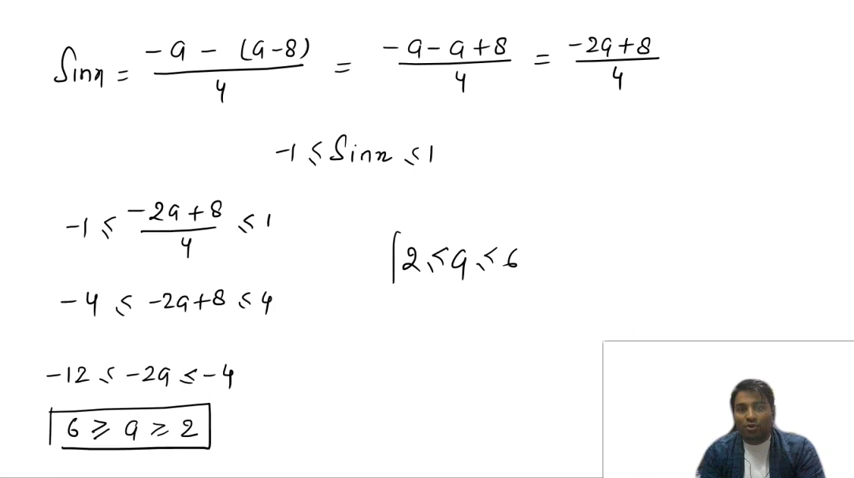 Sinx = -a - (a-8) / 4 = -a - a + 8 / 4 = -2a + 8 / 4
-1 ≤ Sinx ≤ 1
-1 ≤ -2a + 8 / 4 ≤ 1
2 ≤ a ≤ 6
-4 ≤ -2a+8 ≤ 4
-12 ≤ -2a ≤ -4
6 ≥ a ≥ 2